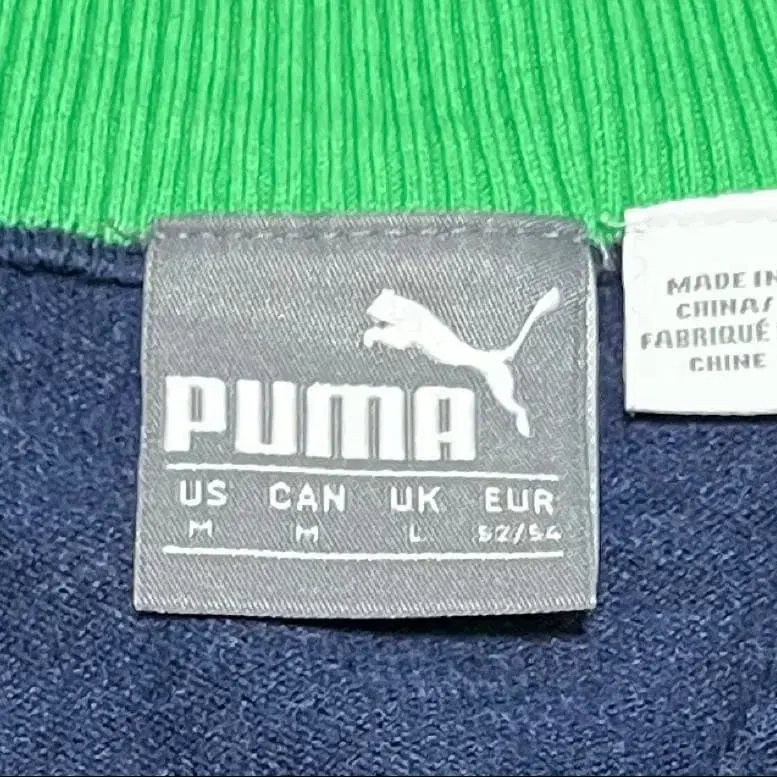 PUMA
US CAN UK EUR
M M L 52/54
MADE IN
CHINA/
FABRIQUÉ
CHINE